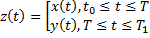 z(t) = [x(t), t₀ ≤ t ≤ T
y(t), T ≤ t ≤ T₁